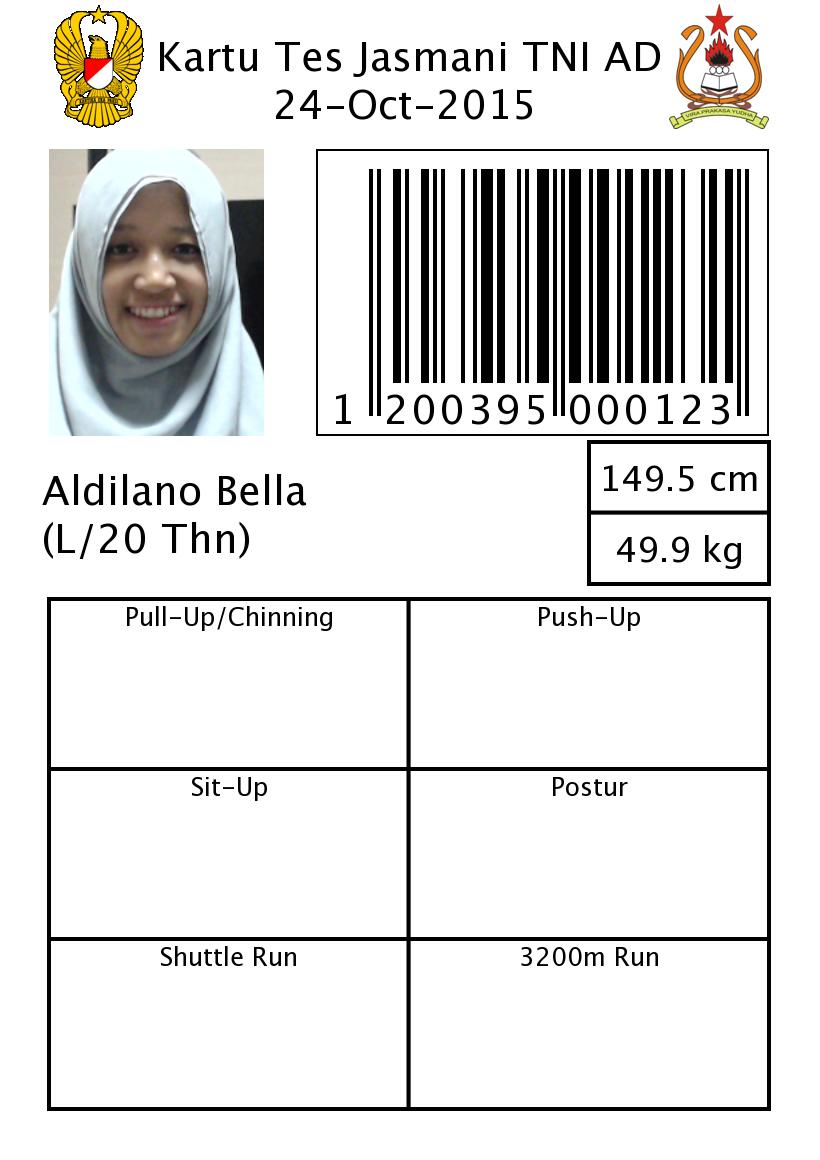 Kartu Tes Jasmani TNI AD
24-Oct-2015
VIRA PRAKASA YUDHA
1 200395 000123
149.5 cm
49.9 kg
Aldilano Bella
(L/20 Thn)
Pull-Up/Chinning
Push-Up
Sit-Up
Postur
Shuttle Run
3200m Run